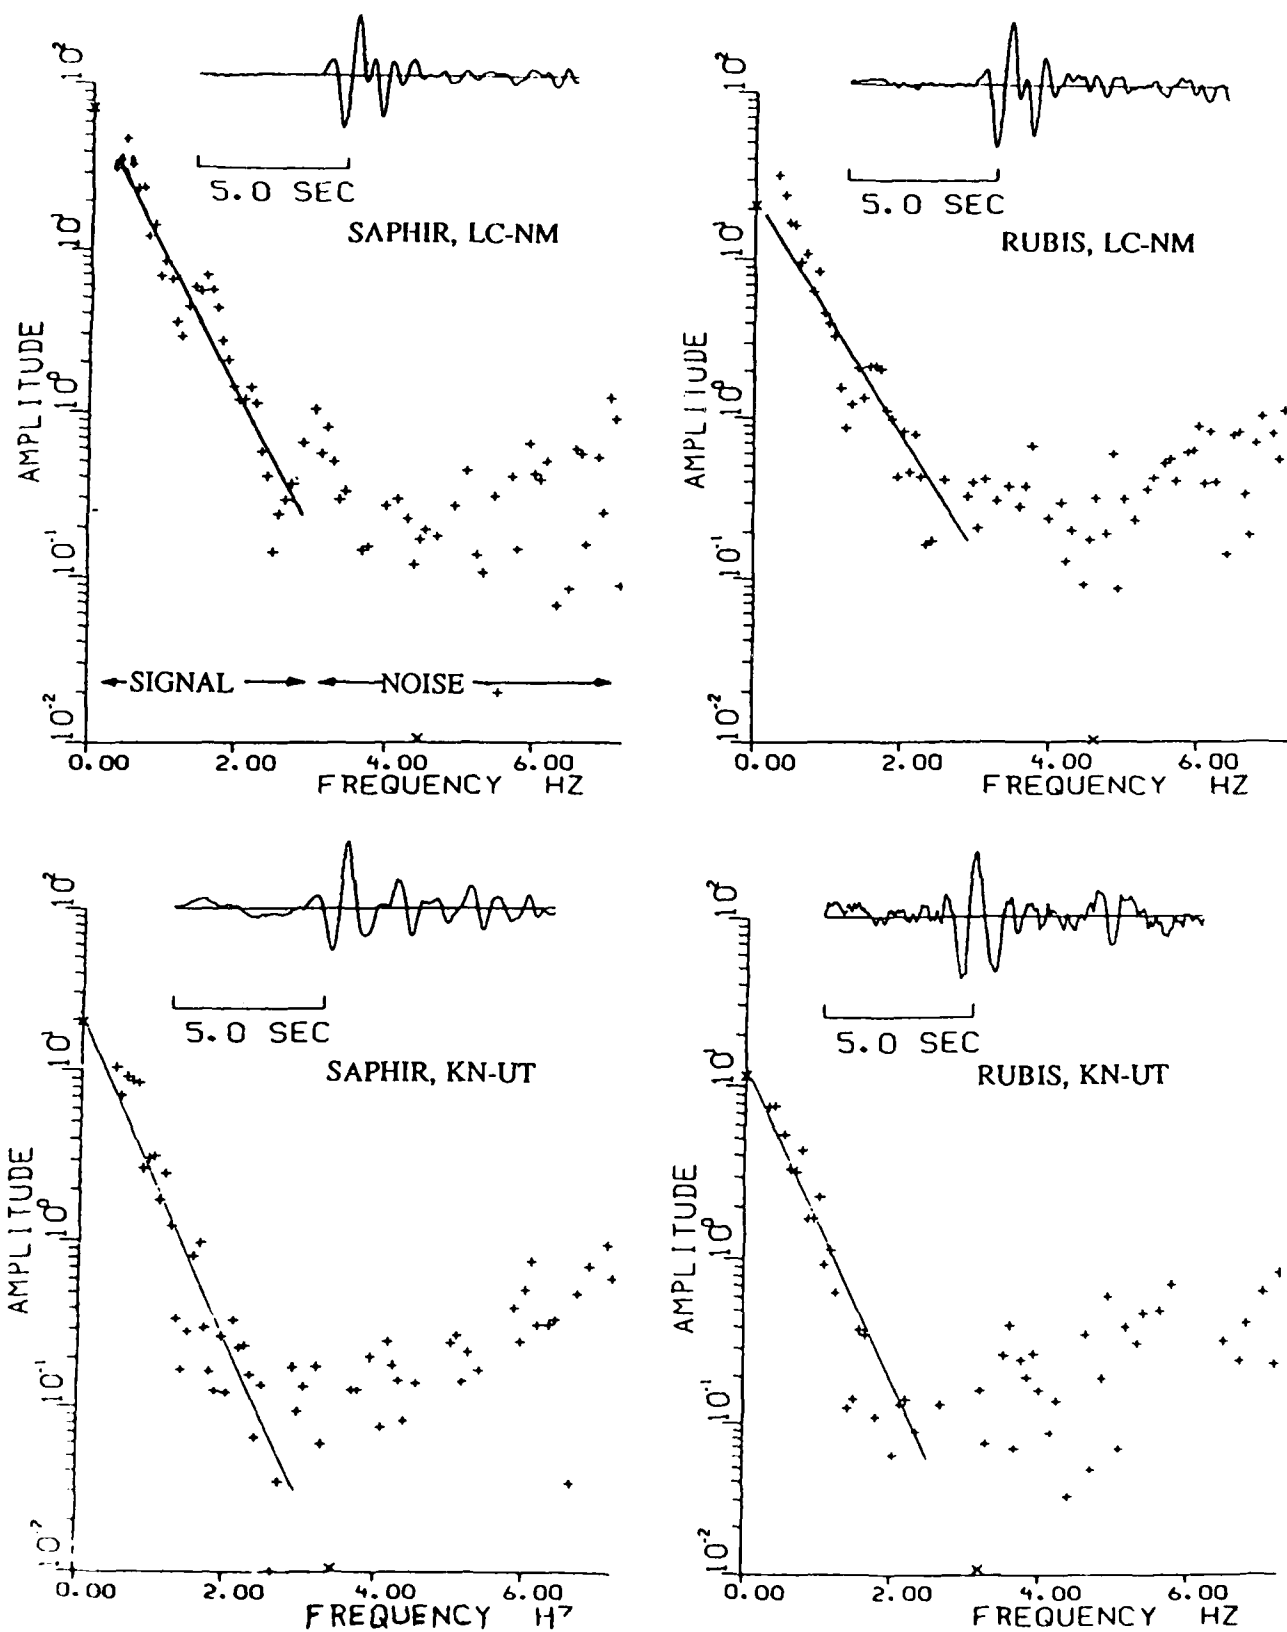 10²
5.0 SEC
SAPHIR, LC-NM
10¹
AMPLITUDE
10⁰
10⁻¹
SIGNAL
NOISE
10⁻²
0.00 2.00 4.00 6.00
FREQUENCY HZ
10²
5.0 SEC
RUBIS, LC-NM
10¹
AMPLITUDE
10⁰
10⁻¹
10⁻²
0.00 2.00 4.00 6.00
FREQUENCY HZ
10²
5.0 SEC
SAPHIR, KN-UT
10¹
AMPLITUDE
10⁰
10⁻¹
0.00 2.00 4.00 6.00
FREQUENCY
10²
5.0 SEC
RUBIS, KN-UT
10¹
AMPLITUDE
10⁰
10⁻¹
10⁻²
0.00 2.00 4.00 6.00
FREQUENCY HZ